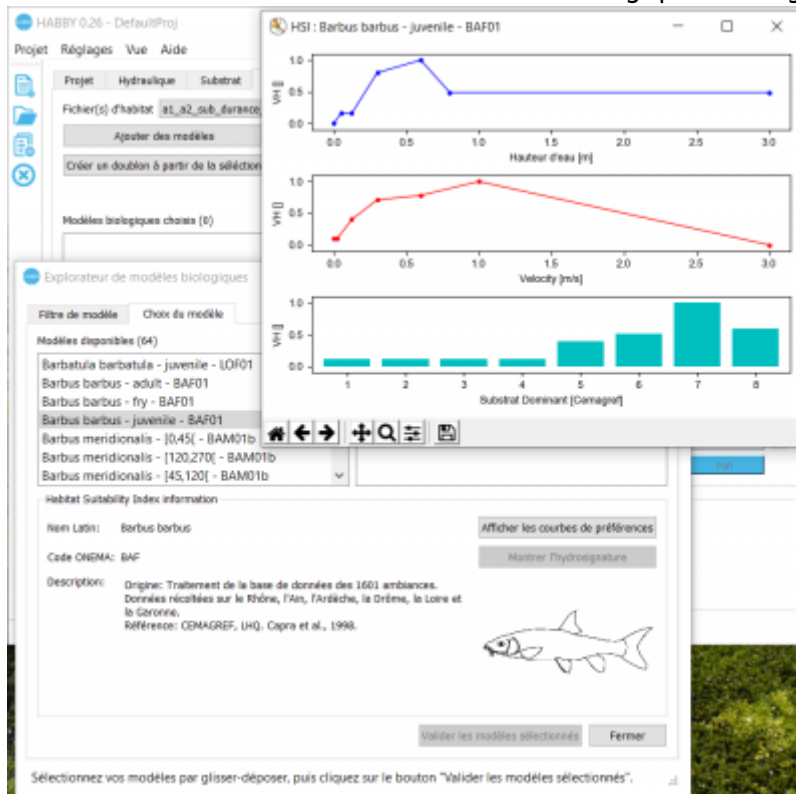 HABBY 0.26 - DefaultProj
Projet Réglages Vue Aide
Projet Hydraulique Substrat
Fichier(s) d'habitat a1_a2_sub_durance_
Ajouter des modèles
Créer un doublon à partir de la séléction
Modèles biologiques choisis (0)
HSI : Barbus barbus - juvenile - BAF01
1.0
0.5
0.0
VH []
0.0 0.5 1.0 1.5 2.0 2.5 3.0
Hauteur d'eau [m]
1.0
0.5
0.0
VH []
0.0 0.5 1.0 1.5 2.0 2.5 3.0
Velocity [m/s]
1.0
0.5
0.0
VH []
1 2 3 4 5 6 7 8
Substrat Dominant [Cemagref]
Explorateur de modèles biologiques
Filtre de modèle Choix du modèle
Modèles disponibles (64)
Barbatula barbatula - juvenile - LOF01
Barbus barbus - adult - BAF01
Barbus barbus - fry - BAF01
Barbus barbus - juvenile - BAF01
Barbus meridionalis - [0,45[ - BAM01b
Barbus meridionalis - [120,270[ - BAM01b
Barbus meridionalis - [45,120[ - BAM01b
run
Habitat Suitability Index information
Nom Latin: Barbus barbus
Afficher les courbes de préférences
Code ONEMA: BAF
Montrer l'hydrosignature
Description: Origine: Traitement de la base de données des 1601 ambiances.
Données récoltées sur le Rhône, l'Ain, l'Ardèche, la Drôme, la Loire et
la Garonne.
Référence: CEMAGREF, LHQ. Capra et al., 1998.
Valider les modèles sélectionnés Fermer
Sélectionnez vos modèles par glisser-déposer, puis cliquez sur le bouton "Valider les modèles sélectionnés".